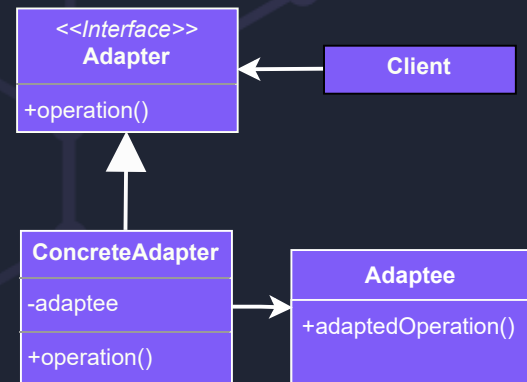 <<Interface>>
Adapter
+operation()
Client
ConcreteAdapter
-adaptee
+operation()
Adaptee
+adaptedOperation()